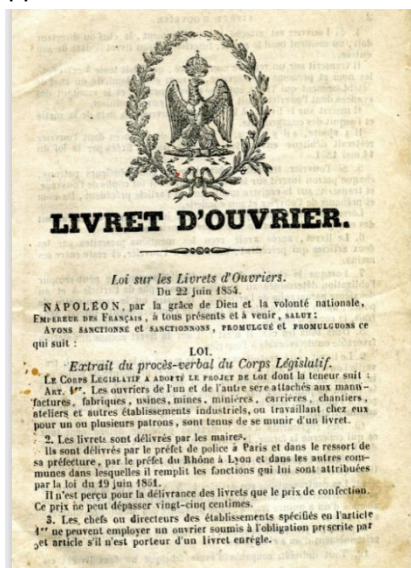 LIVRET D'OUVRIER.
Loi sur les Livrets d'Ouvriers.
Du 22 juin 1854.
NAPOLÉON, par la grâce de Dieu et la volonté nationale,
EMPEREUR DES FRANÇAIS, à tous présents et à venir, SALUT:
AVONS SANCTIONNÉ et SANCTIONNONS, PROMULGUÉ et PROMULGUONS ce
qui suit :
LOI.
Extrait du procès-verbal du Corps Législatif.
LE CORPS LÉGISLATIF A ADOPTÉ LE PROJET DE LOI dont la teneur suit :
ART. 1er. Les ouvriers de l'un et de l'autre sexe attachés aux manu-
factures, fabriques, usines, mines, minières, carrières, chantiers,
ateliers et autres établissements industriels, ou travaillant chez eux
pour un ou plusieurs patrons, sont tenus de se munir d'un livret.
2. Les livrets sont délivrés par les maires.
Ils sont délivrés par le préfet de police à Paris et dans le ressort de
sa préfecture, par le préfet du Rhône à Lyon et dans les autres com-
munes dans lesquelles il remplit les fonctions qui lui sont attribuées
par la loi du 19 juin 1851.
Il n'est perçu pour la délivrance des livrets que le prix de confection.
Ce prix ne peut dépasser vingt-cinq centimes.
3. Les chefs ou directeurs des établissements spécifiés en l'article
1er ne peuvent employer un ouvrier soumis à l'obligation prescrite par
cet article s'il n'est porteur d'un livret en règle.